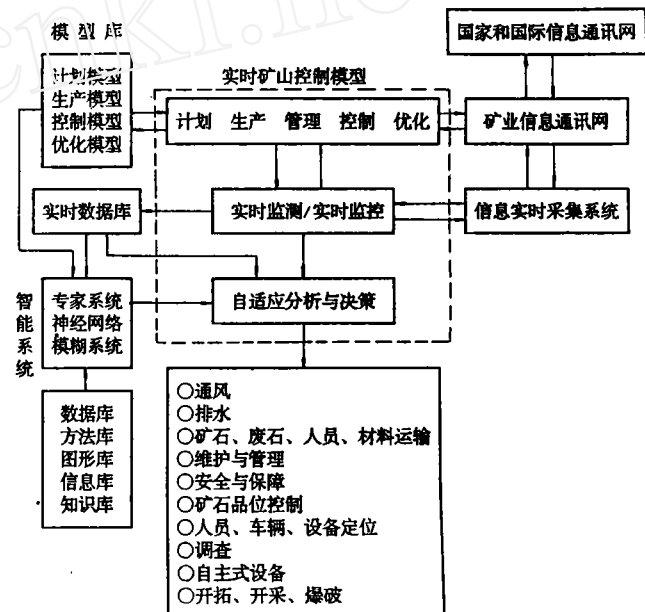 模型库
国家和国际信息通讯网
计划模型
生产模型
控制模型
优化模型
实时矿山控制模型
计划 生产 管理 控制 优化
矿业信息通讯网
实时数据库
实时监测/实时监控
信息实时采集系统
智能系统
专家系统
神经网络
模糊系统
自适应分析与决策
数据库
方法库
图形库
信息库
知识库
○通风
○排水
○矿石、废石、人员、材料运输
○维护与管理
○安全与保障
○矿石品位控制
○人员、车辆、设备定位
○调查
○自主式设备
○开拓、开采、爆破